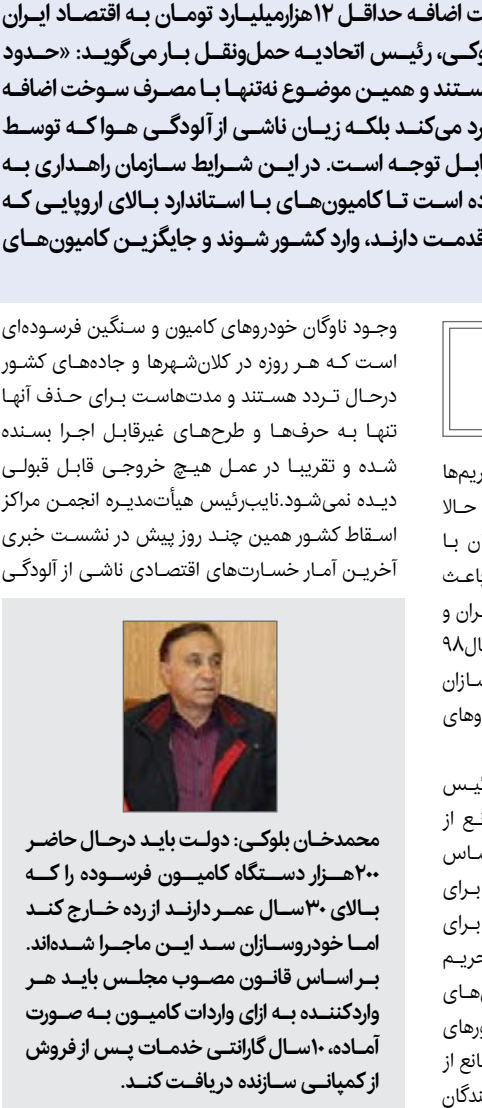 ت اضافه حداقل ۱۲هزارمیلیارد تومان به اقتصاد ایران
وکی، رئیس اتحادیه حمل‌ونقل بار می‌گوید: «حدود
ستند و همین موضوع نه‌تنها با مصرف سوخت اضافه
رد می‌کند بلکه زیان ناشی از آلودگی هوا که توسط
ابل توجه است. در این شرایط سازمان راهداری به
ده است تا کامیون‌های با استاندارد بالای اروپایی که
قدمت دارند، وارد کشور شوند و جایگزین کامیون‌های
ریم‌ها
حالا
ن با
باعث
ران و
ال۹۸
سازان
روهای
ئیس
نع از
ساس
برای
برای
حریم
ی‌های
ورهای
انع از
ندگان
وجود ناوگان خودروهای کامیون و سنگین فرسوده‌ای
است که هر روزه در کلان‌شهرها و جاده‌های کشور
درحال تردد هستند و مدت‌هاست برای حذف آنها
تنها به حرف‌ها و طرح‌های غیرقابل اجرا بسنده
شده و تقریبا در عمل هیچ خروجی قابل قبولی
دیده نمی‌شود.نایب‌رئیس هیأت‌مدیره انجمن مراکز
اسقاط کشور همین چند روز پیش در نشست خبری
آخرین آمار خسارت‌های اقتصادی ناشی از آلودگی
محمدخان بلوکی: دولت باید درحال حاضر
۲۰۰هزار دستگاه کامیون فرسوده را که
بالای ۳۰سال عمر دارند از رده خارج کند
اما خودروسازان سد این ماجرا شده‌اند.
بر اساس قانون مصوب مجلس باید هر
واردکننده به ازای واردات کامیون به صورت
آماده، ۱۰سال گارانتی خدمات پس از فروش
از کمپانی سازنده دریافت کند.